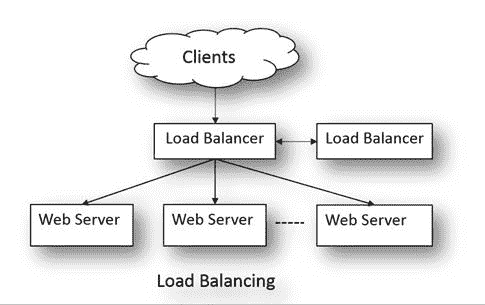 Clients
Load Balancer
Load Balancer
Web Server
Web Server
Web Server
Load Balancing